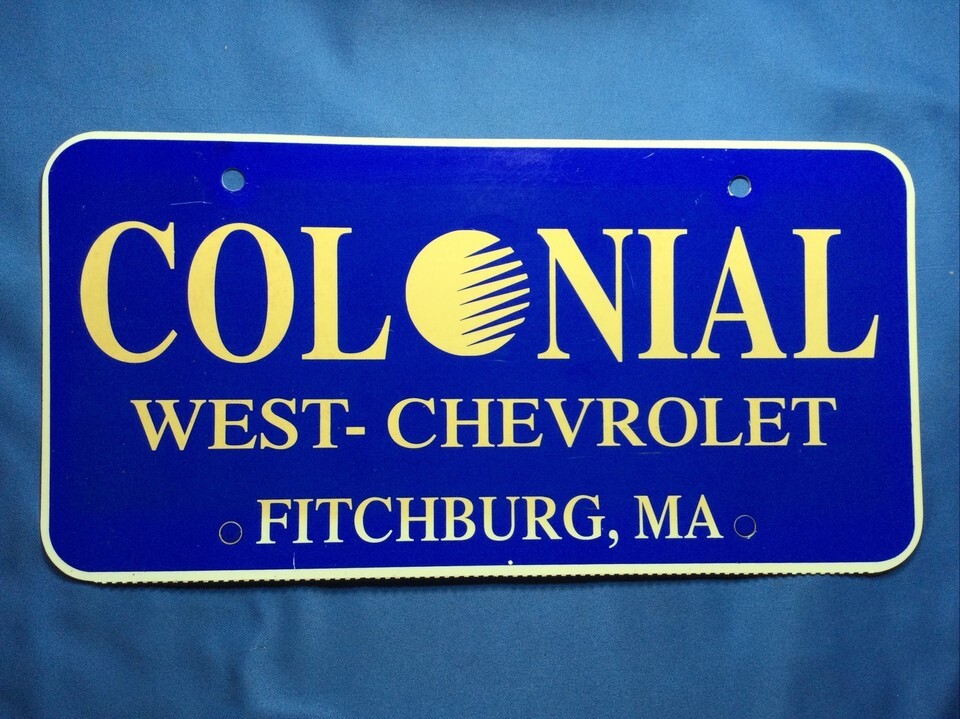 COLONIAL
WEST- CHEVROLET
FITCHBURG, MA